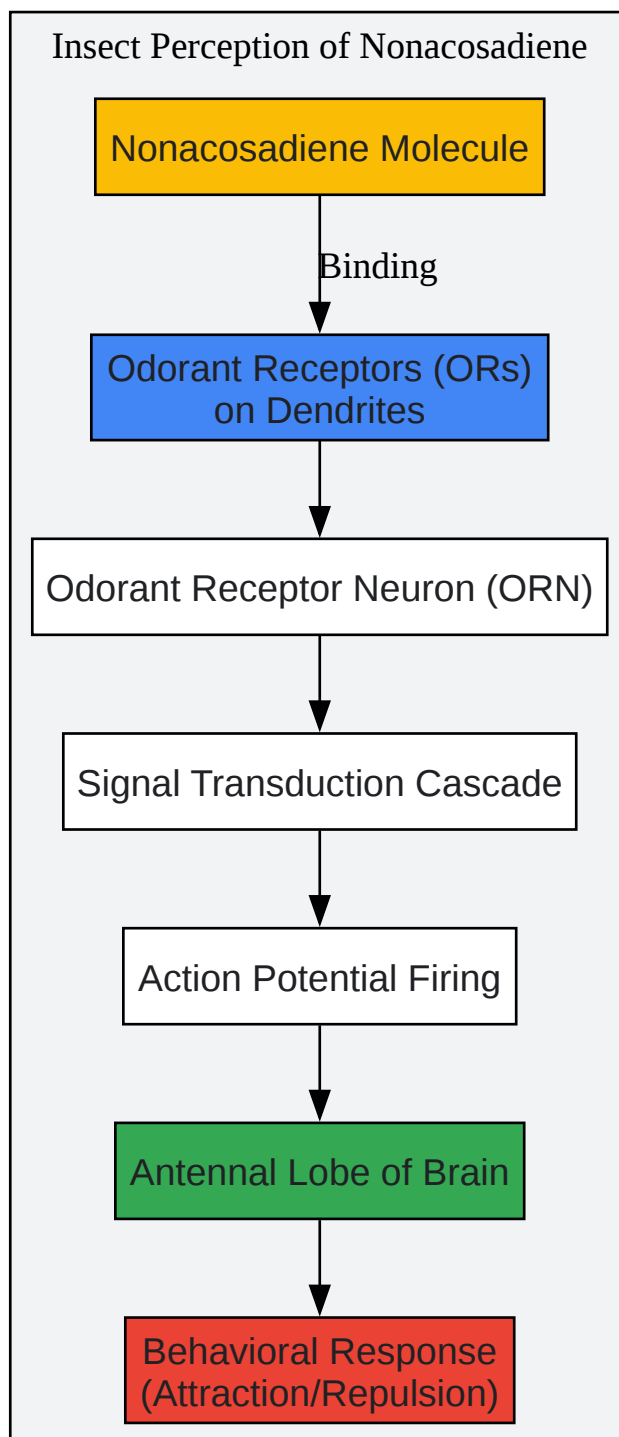 Insect Perception of Nonacosadiene
Nonacosadiene Molecule
Binding
Odorant Receptors (ORs)
on Dendrites
Odorant Receptor Neuron (ORN)
Signal Transduction Cascade
Action Potential Firing
Antennal Lobe of Brain
Behavioral Response
(Attraction/Repulsion)